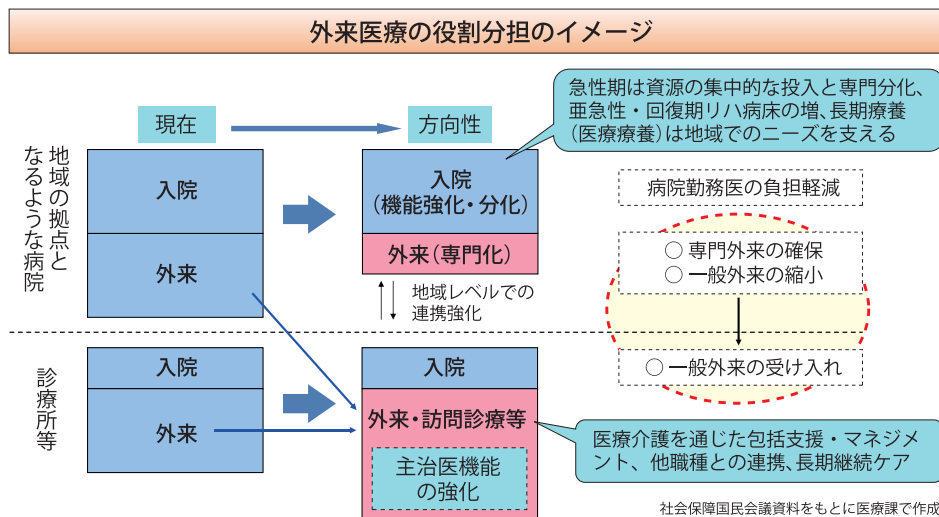 外来医療の役割分担のイメージ
現在
方向性
急性期は資源の集中的な投入と専門分化、
亜急性・回復期リハ病床の増、長期療養
(医療療養)は地域でのニーズを支える
地域の拠点と
なるような病院
入院
外来
入院
(機能強化・分化)
外来(専門化)
地域レベルでの
連携強化
病院勤務医の負担軽減
○ 専門外来の確保
○ 一般外来の縮小
○ 一般外来の受け入れ
診療所等
入院
外来
入院
外来・訪問診療等
主治医機能
の強化
医療介護を通じた包括支援・マネジメ
ント、他職種との連携、長期継続ケア
社会保障国民会議資料をもとに医療課で作成